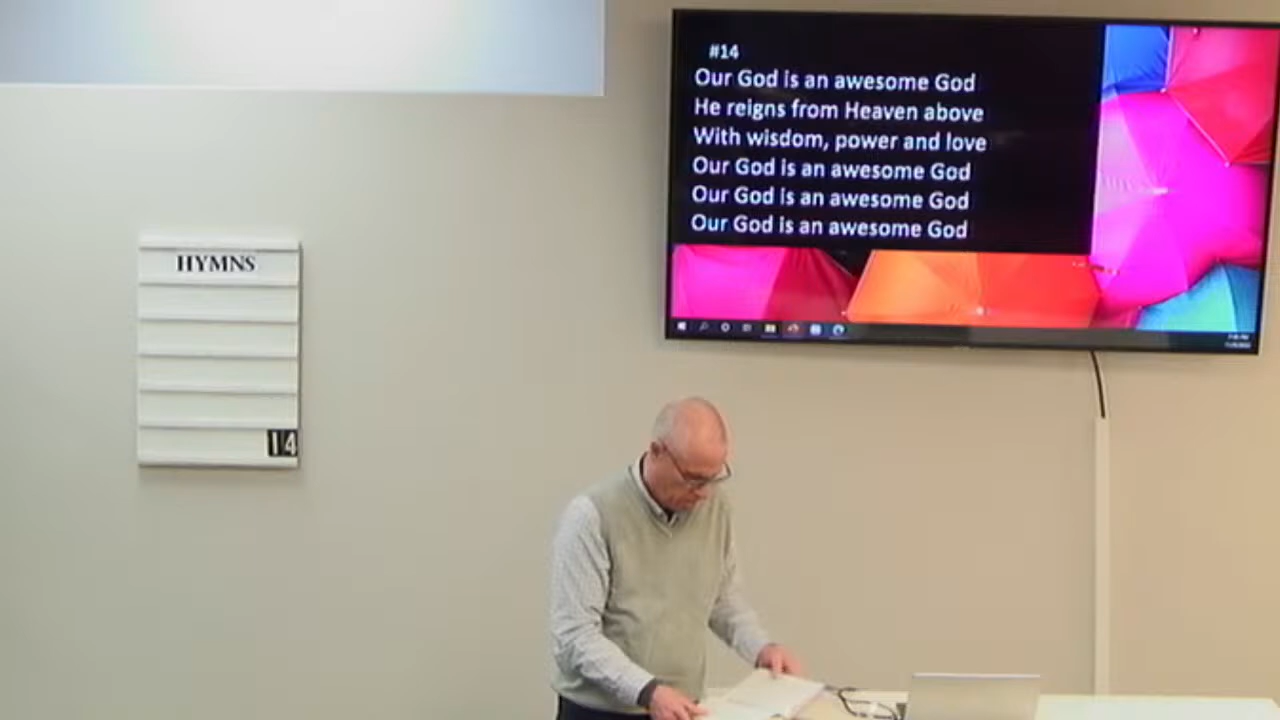 #14
Our God is an awesome God
He reigns from Heaven above
With wisdom, power and love
Our God is an awesome God
Our God is an awesome God
Our God is an awesome God
HYMNS
14